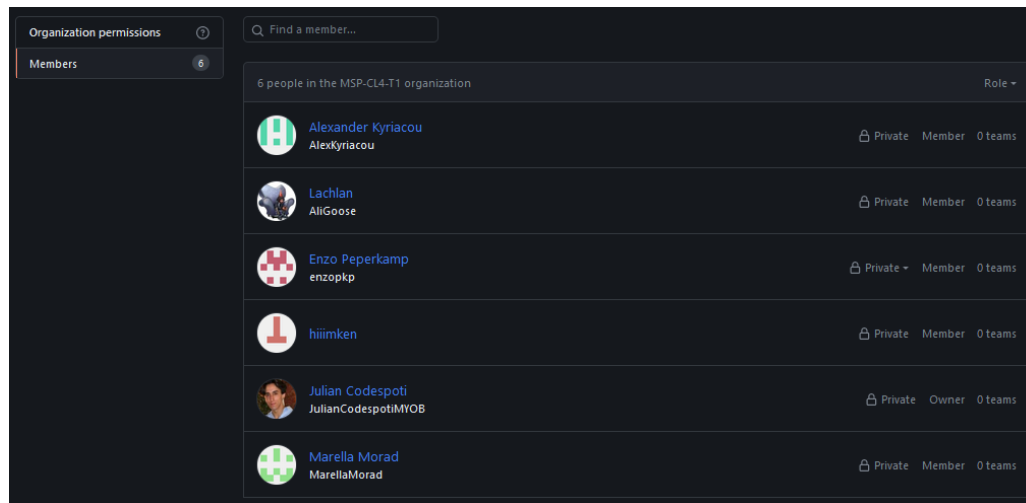 Organization permissions
Members 6
Find a member...
6 people in the MSP-CL4-T1 organization Role
Alexander Kyriacou
AlexKyriacou
Private Member 0 teams
Lachlan
AliGoose
Private Member 0 teams
Enzo Peperkamp
enzopkp
Private Member 0 teams
hiiimken
Private Member 0 teams
Julian Codespoti
JulianCodespotiMYOB
Private Owner 0 teams
Marella Morad
MarellaMorad
Private Member 0 teams